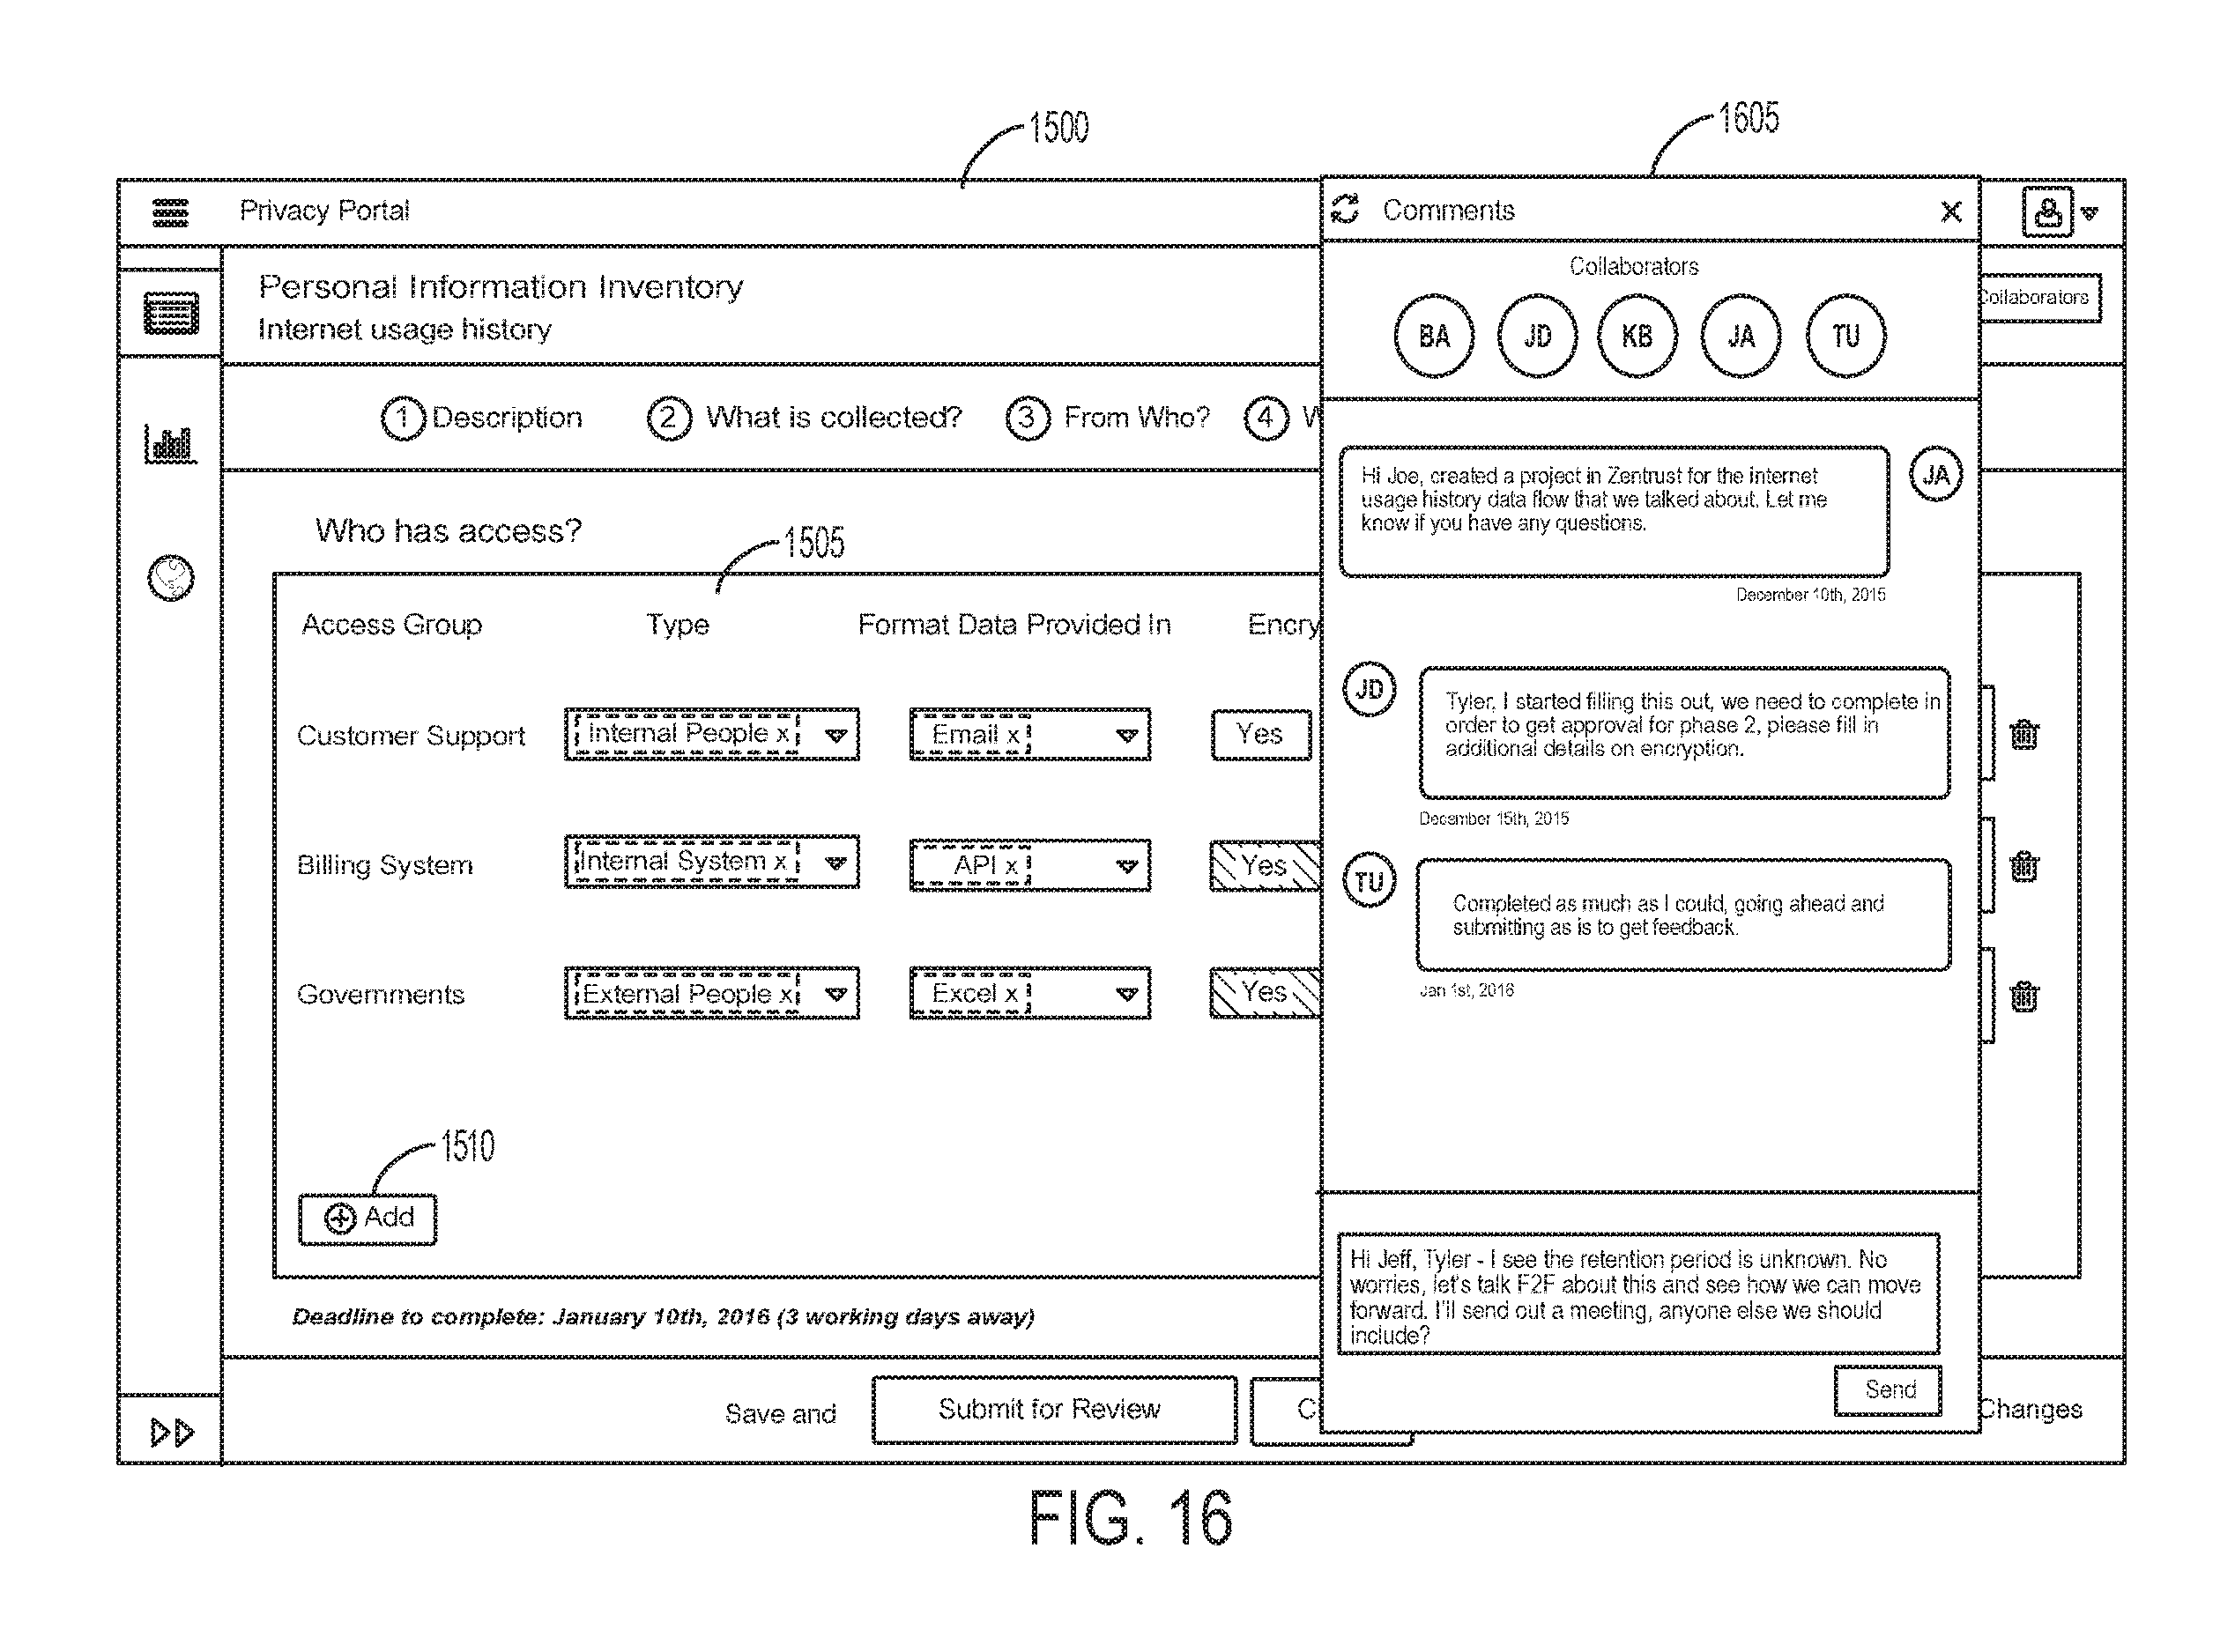 1500
1605
Privacy Portal
Comments
X
Personal Information Inventory
Internet usage history
Collaborators
BA JD KB JA TU
Collaborators
1 Description 2 What is collected? 3 From Who? 4 W
Hi Joe, created a project in Zentrust for the internet
usage history data flow that we talked about. Let me
know if you have any questions.
JA
December 10th, 2015
Who has access?
1505
Access Group Type Format Data Provided In Encry
JD
Tyler, I started filling this out, we need to complete in
order to get approval for phase 2, please fill in
additional details on encryption.
December 15th, 2015
Customer Support Internal People x Email x Yes
Billing System Internal System x API x Yes
TU
Completed as much as I could, going ahead and
submitting as is to get feedback.
Jan 1st, 2016
Governments External People x Excel x Yes
1510
Add
Hi Jeff, Tyler - I see the retention period is unknown. No
worries, let's talk F2F about this and see how we can move
forward. I'll send out a meeting, anyone else we should
include?
Send
Deadline to complete: January 10th, 2016 (3 working days away)
Save and Submit for Review C Changes
FIG. 16